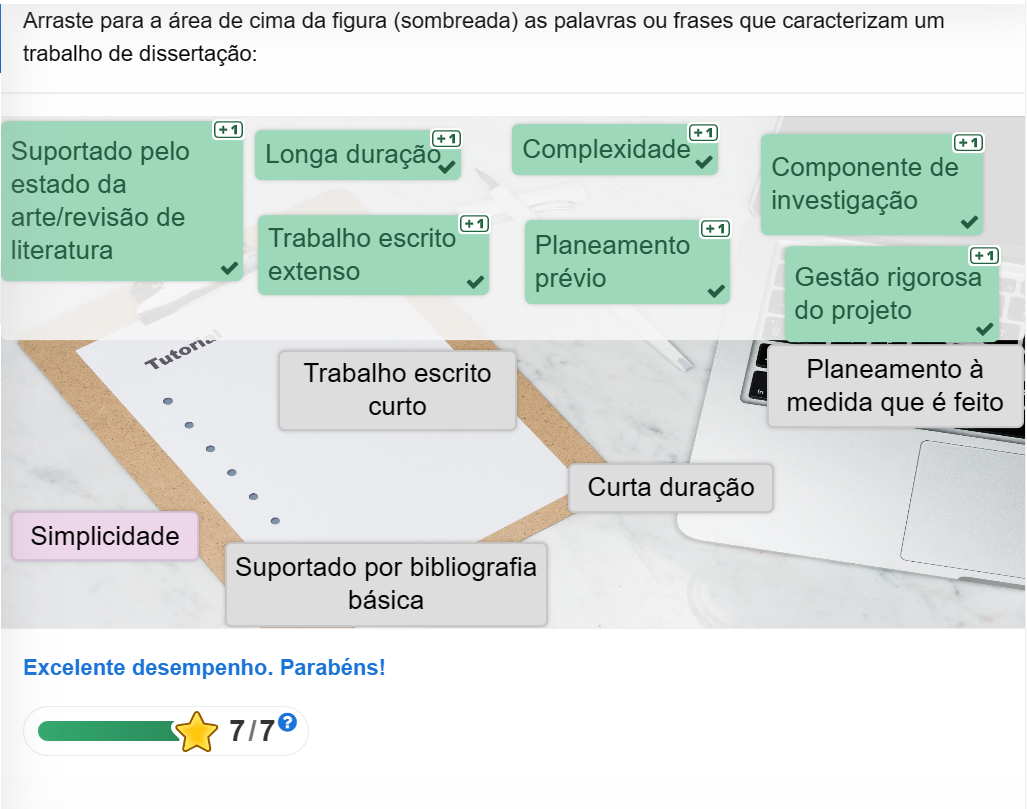 Arraste para a área de cima da figura (sombreada) as palavras ou frases que caracterizam um
trabalho de dissertação:
+1
Suportado pelo
estado da
arte/revisão de
literatura
+1
Longa duração
+1
Complexidade
+1
Componente de
investigação
+1
Trabalho escrito
extenso
+1
Planeamento
prévio
+1
Gestão rigorosa
do projeto
Tutorial
Trabalho escrito
curto
Planeamento à
medida que é feito
Curta duração
Simplicidade
Suportado por bibliografia
básica
Excelente desempenho. Parabéns!
7/7
?